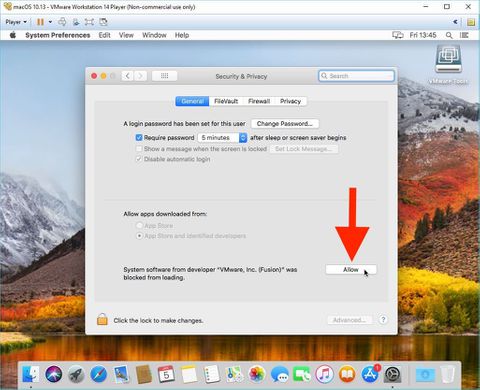 macOS 10.13 - VMware Workstation 14 Player (Non-commercial use only)
Player
System Preferences Edit View Window Help Fri 13:45
Security & Privacy
Search
VMware Tools
General FileVault Firewall Privacy
A login password has been set for this user Change Password...
Require password 5 minutes after sleep or screen saver begins
Show a message when the screen is locked Set Lock Message...
Disable automatic login
Allow apps downloaded from:
App Store
App Store and identified developers
System software from developer "VMware, Inc. (Fusion)" was
blocked from loading.
Allow
Click the lock to make changes.
Advanced...
?
5